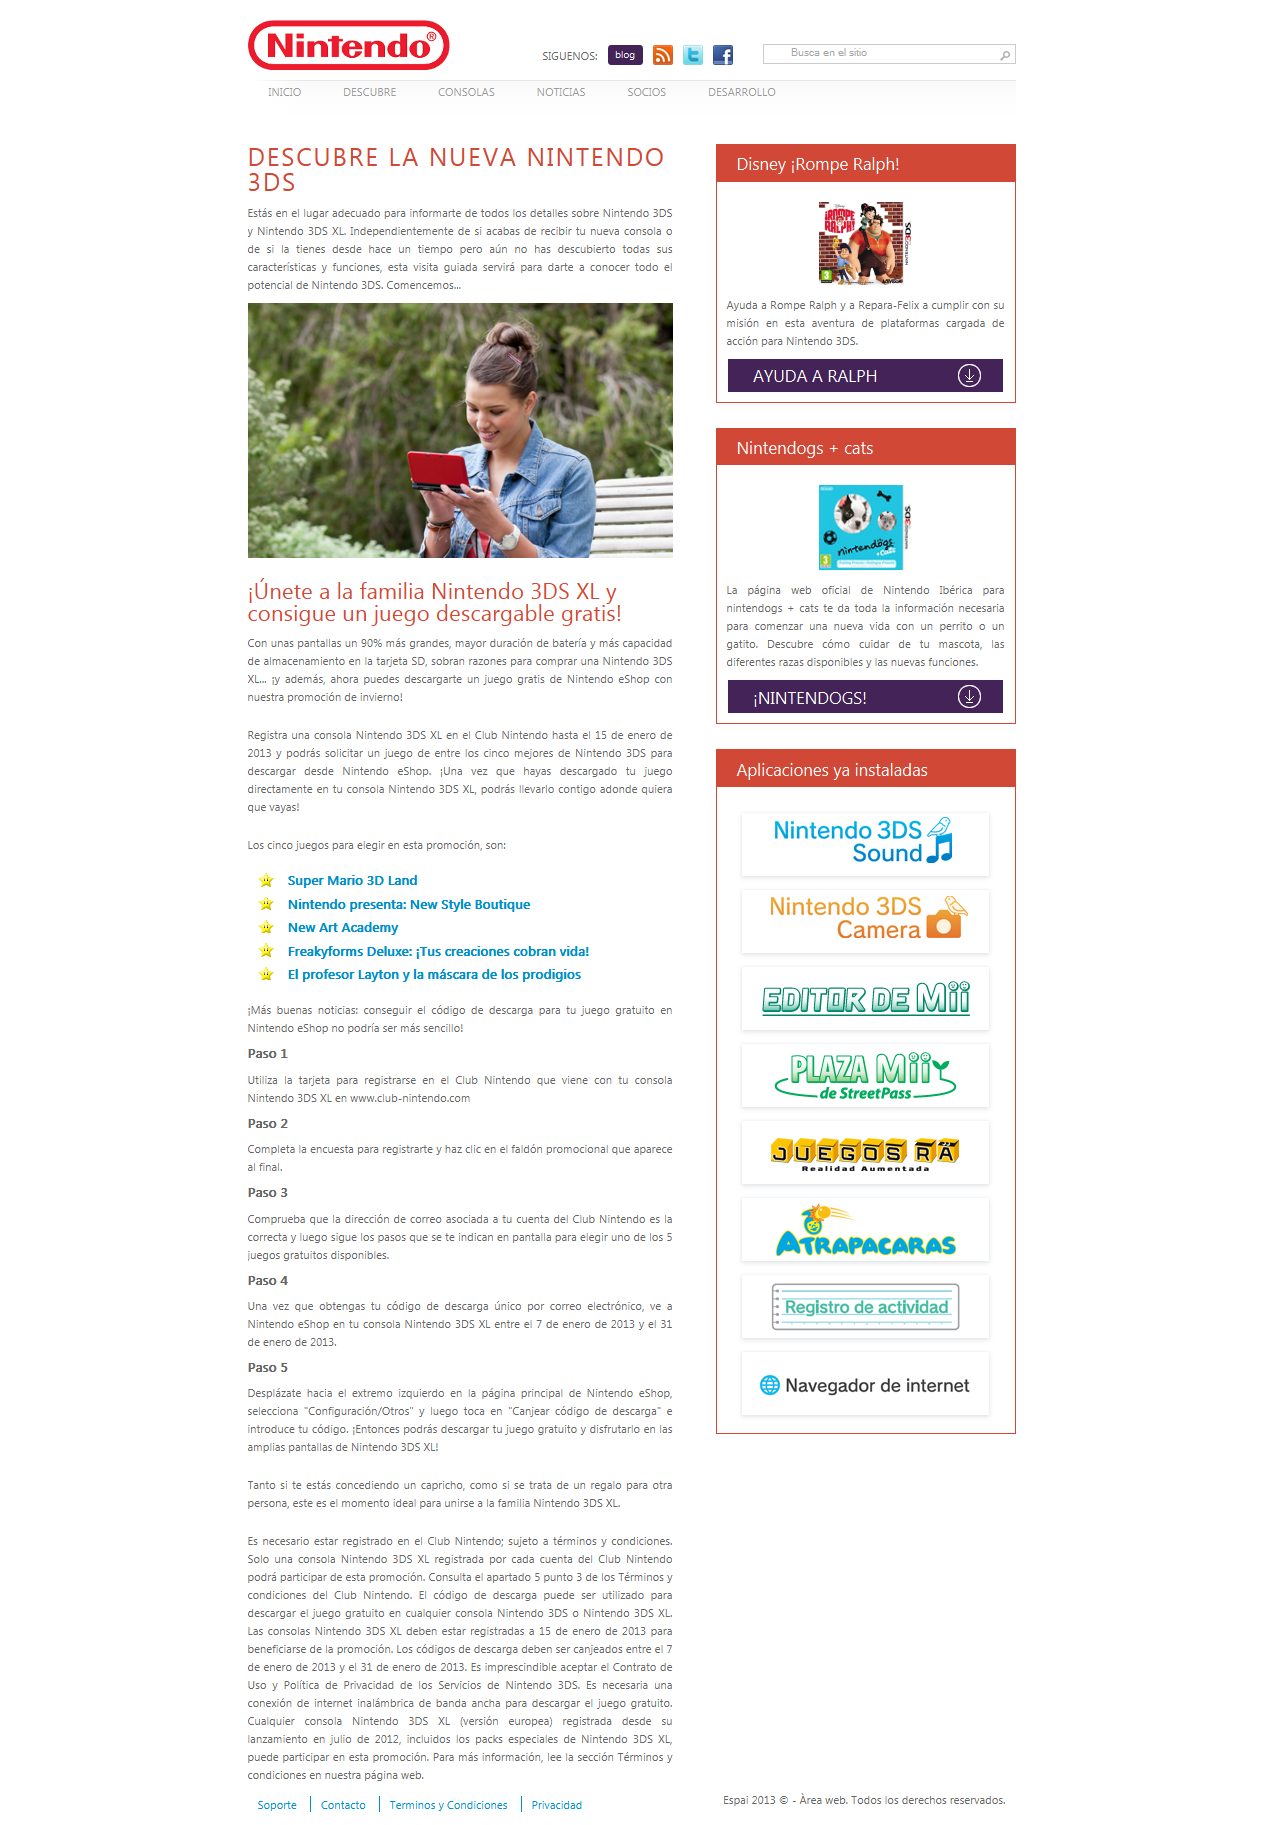 Nintendo®
SIGUENOS:
blog
Busca en el sitio
INICIO
DESCUBRE
CONSOLAS
NOTICIAS
SOCIOS
DESARROLLO
DESCUBRE LA NUEVA NINTENDO
3DS
Estás en el lugar adecuado para informarte de todos los detalles sobre Nintendo 3DS
y Nintendo 3DS XL. Independientemente de si acabas de recibir tu nueva consola o
de si la tienes desde hace un tiempo pero aún no has descubierto todas sus
características y funciones, esta visita guiada servirá para darte a conocer todo el
potencial de Nintendo 3DS. Comencemos...
¡Únete a la familia Nintendo 3DS XL y
consigue un juego descargable gratis!
Con unas pantallas un 90% más grandes, mayor duración de batería y más capacidad
de almacenamiento en la tarjeta SD, sobran razones para comprar una Nintendo 3DS
XL... ¡y además, ahora puedes descargarte un juego gratis de Nintendo eShop con
nuestra promoción de invierno!
Registra una consola Nintendo 3DS XL en el Club Nintendo hasta el 15 de enero de
2013 y podrás solicitar un juego de entre los cinco mejores de Nintendo 3DS para
descargar desde Nintendo eShop. ¡Una vez que hayas descargado tu juego
directamente en tu consola Nintendo 3DS XL, podrás llevarlo contigo adonde quiera
que vayas!
Los cinco juegos para elegir en esta promoción, son:
Super Mario 3D Land
Nintendo presenta: New Style Boutique
New Art Academy
Freakyforms Deluxe: ¡Tus creaciones cobran vida!
El profesor Layton y la máscara de los prodigios
¡Más buenas noticias: conseguir el código de descarga para tu juego gratuito en
Nintendo eShop no podría ser más sencillo!
Paso 1
Utiliza la tarjeta para registrarse en el Club Nintendo que viene con tu consola
Nintendo 3DS XL en www.club-nintendo.com
Paso 2
Completa la encuesta para registrarte y haz clic en el faldón promocional que aparece
al final.
Paso 3
Comprueba que la dirección de correo asociada a tu cuenta del Club Nintendo es la
correcta y luego sigue los pasos que se te indican en pantalla para elegir uno de los 5
juegos gratuitos disponibles.
Paso 4
Una vez que obtengas tu código de descarga único por correo electrónico, ve a
Nintendo eShop en tu consola Nintendo 3DS XL entre el 7 de enero de 2013 y el 31
de enero de 2013.
Paso 5
Desplázate hacia el extremo izquierdo en la página principal de Nintendo eShop,
selecciona "Configuración/Otros" y luego toca en "Canjear código de descarga" e
introduce tu código. ¡Entonces podrás descargar tu juego gratuito y disfrutarlo en las
amplias pantallas de Nintendo 3DS XL!
Tanto si te estás concediendo un capricho, como si se trata de un regalo para otra
persona, este es el momento ideal para unirse a la familia Nintendo 3DS XL.
Es necesario estar registrado en el Club Nintendo; sujeto a términos y condiciones.
Solo una consola Nintendo 3DS XL registrada por cada cuenta del Club Nintendo
podrá participar de esta promoción. Consulta el apartado 5 punto 3 de los Términos y
condiciones del Club Nintendo. El código de descarga puede ser utilizado para
descargar el juego gratuito en cualquier consola Nintendo 3DS o Nintendo 3DS XL.
Las consolas Nintendo 3DS XL deben estar registradas a 15 de enero de 2013 para
beneficiarse de la promoción. Los códigos de descarga deben ser canjeados entre el 7
de enero de 2013 y el 31 de enero de 2013. Es imprescindible aceptar el Contrato de
Uso y Política de Privacidad de los Servicios de Nintendo 3DS. Es necesaria una
conexión de internet inalámbrica de banda ancha para descargar el juego gratuito.
Cualquier consola Nintendo 3DS XL (versión europea) registrada desde su
lanzamiento en julio de 2012, incluidos los packs especiales de Nintendo 3DS XL,
puede participar en esta promoción. Para más información, lee la sección Términos y
condiciones en nuestra página web.
Disney ¡Rompe Ralph!
¡ROMPE
RALPH!
Ayuda a Rompe Ralph y a Repara-Felix a cumplir con su
misión en esta aventura de plataformas cargada de
acción para Nintendo 3DS.
AYUDA A RALPH
Nintendogs + cats
nintendogs
+cats
La página web oficial de Nintendo Ibérica para
nintendogs + cats te da toda la información necesaria
para comenzar una nueva vida con un perrito o un
gatito. Descubre cómo cuidar de tu mascota, las
diferentes razas disponibles y las nuevas funciones.
¡NINTENDOGS!
Aplicaciones ya instaladas
Nintendo 3DS
Sound
Nintendo 3DS
Camera
EDITOR DE Mii
PLAZA Mii
de StreetPass
JUEGOS RA
Realidad Aumentada
ATRAPACARAS
Registro de actividad
Navegador de internet
Soporte
Contacto
Terminos y Condiciones
Privacidad
Espai 2013 © - Àrea web. Todos los derechos reservados.